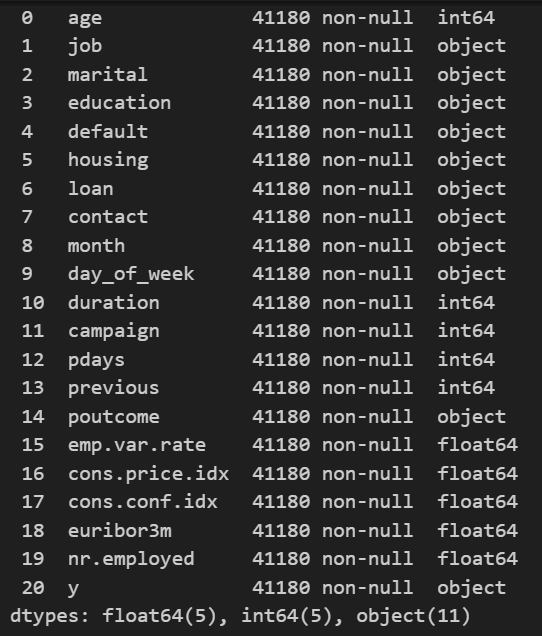 0 age 41180 non-null int64
1 job 41180 non-null object
2 marital 41180 non-null object
3 education 41180 non-null object
4 default 41180 non-null object
5 housing 41180 non-null object
6 loan 41180 non-null object
7 contact 41180 non-null object
8 month 41180 non-null object
9 day_of_week 41180 non-null object
10 duration 41180 non-null int64
11 campaign 41180 non-null int64
12 pdays 41180 non-null int64
13 previous 41180 non-null int64
14 poutcome 41180 non-null object
15 emp.var.rate 41180 non-null float64
16 cons.price.idx 41180 non-null float64
17 cons.conf.idx 41180 non-null float64
18 euribor3m 41180 non-null float64
19 nr.employed 41180 non-null float64
20 y 41180 non-null object
dtypes: float64(5), int64(5), object(11)